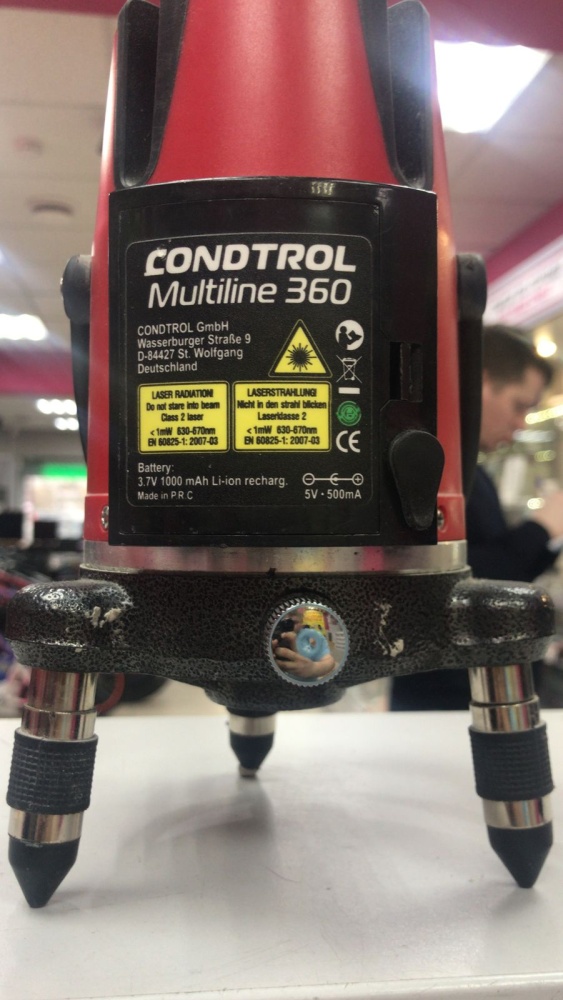 CONDTROL
Multiline 360
CONDTROL GmbH
Wasserburger Straße 9
D-84427 St. Wolfgang
Deutschland
LASER RADIATION!
Do not stare into beam
Class 2 laser
<1mW 630-670nm
EN 60825-1: 2007-03
LASERSTRAHLUNG!
Nicht in den strahl blicken
Laserklasse 2
<1mW 630-670nm
EN 60825-1: 2007-03
CE
Battery:
3.7V 1000 mAh Li-ion recharg.
Made in P.R.C
5V • 500mA